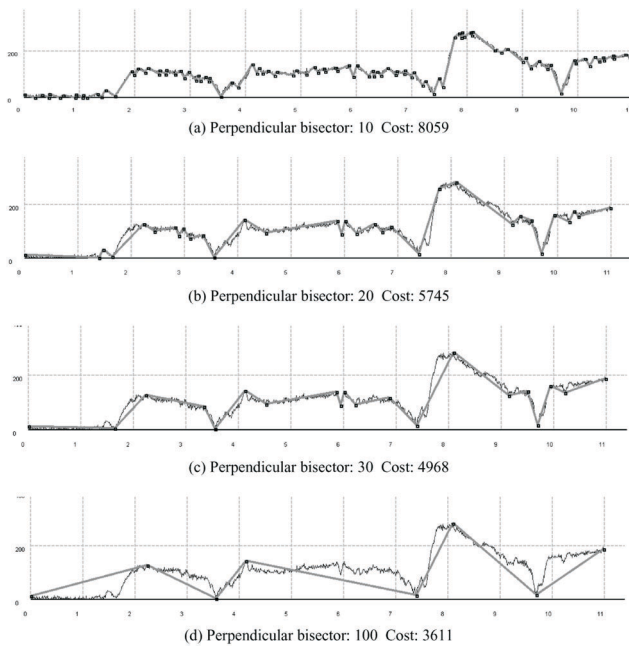 200
0
0 1 2 3 4 5 6 7 8 9 10
(a) Perpendicular bisector: 10 Cost: 8059
200
0
0 1 2 3 4 5 6 7 8 9 10 11
(b) Perpendicular bisector: 20 Cost: 5745
200
0
0 1 2 3 4 5 6 7 8 9 10 11
(c) Perpendicular bisector: 30 Cost: 4968
200
0
0 1 2 3 4 5 6 7 8 9 10 11
(d) Perpendicular bisector: 100 Cost: 3611